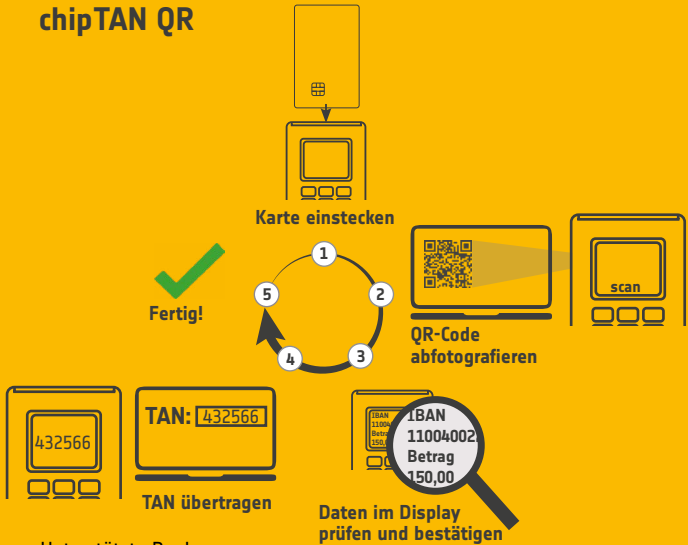 chipTAN QR
Karte einstecken
1
2
3
4
5
scan
QR-Code
abfotografieren
IBAN
11004002
Betrag
150,00
Daten im Display
prüfen und bestätigen
432566
TAN: 432566
TAN übertragen
Fertig!